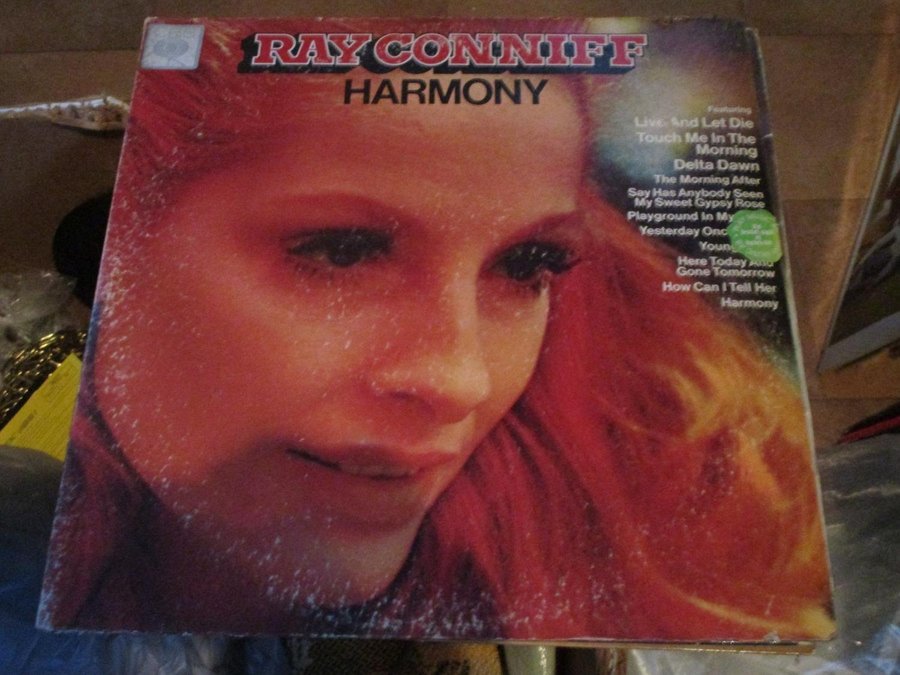 RAY CONNIFF
HARMONY
Featuring
Live And Let Die
Touch Me In The
Morning
Delta Dawn
The Morning After
Say Has Anybody Seen
My Sweet Gypsy Rose
Playground In My
Yesterday Onc
Youn
Here Today And
Gone Tomorrow
How Can I Tell Her
Harmony